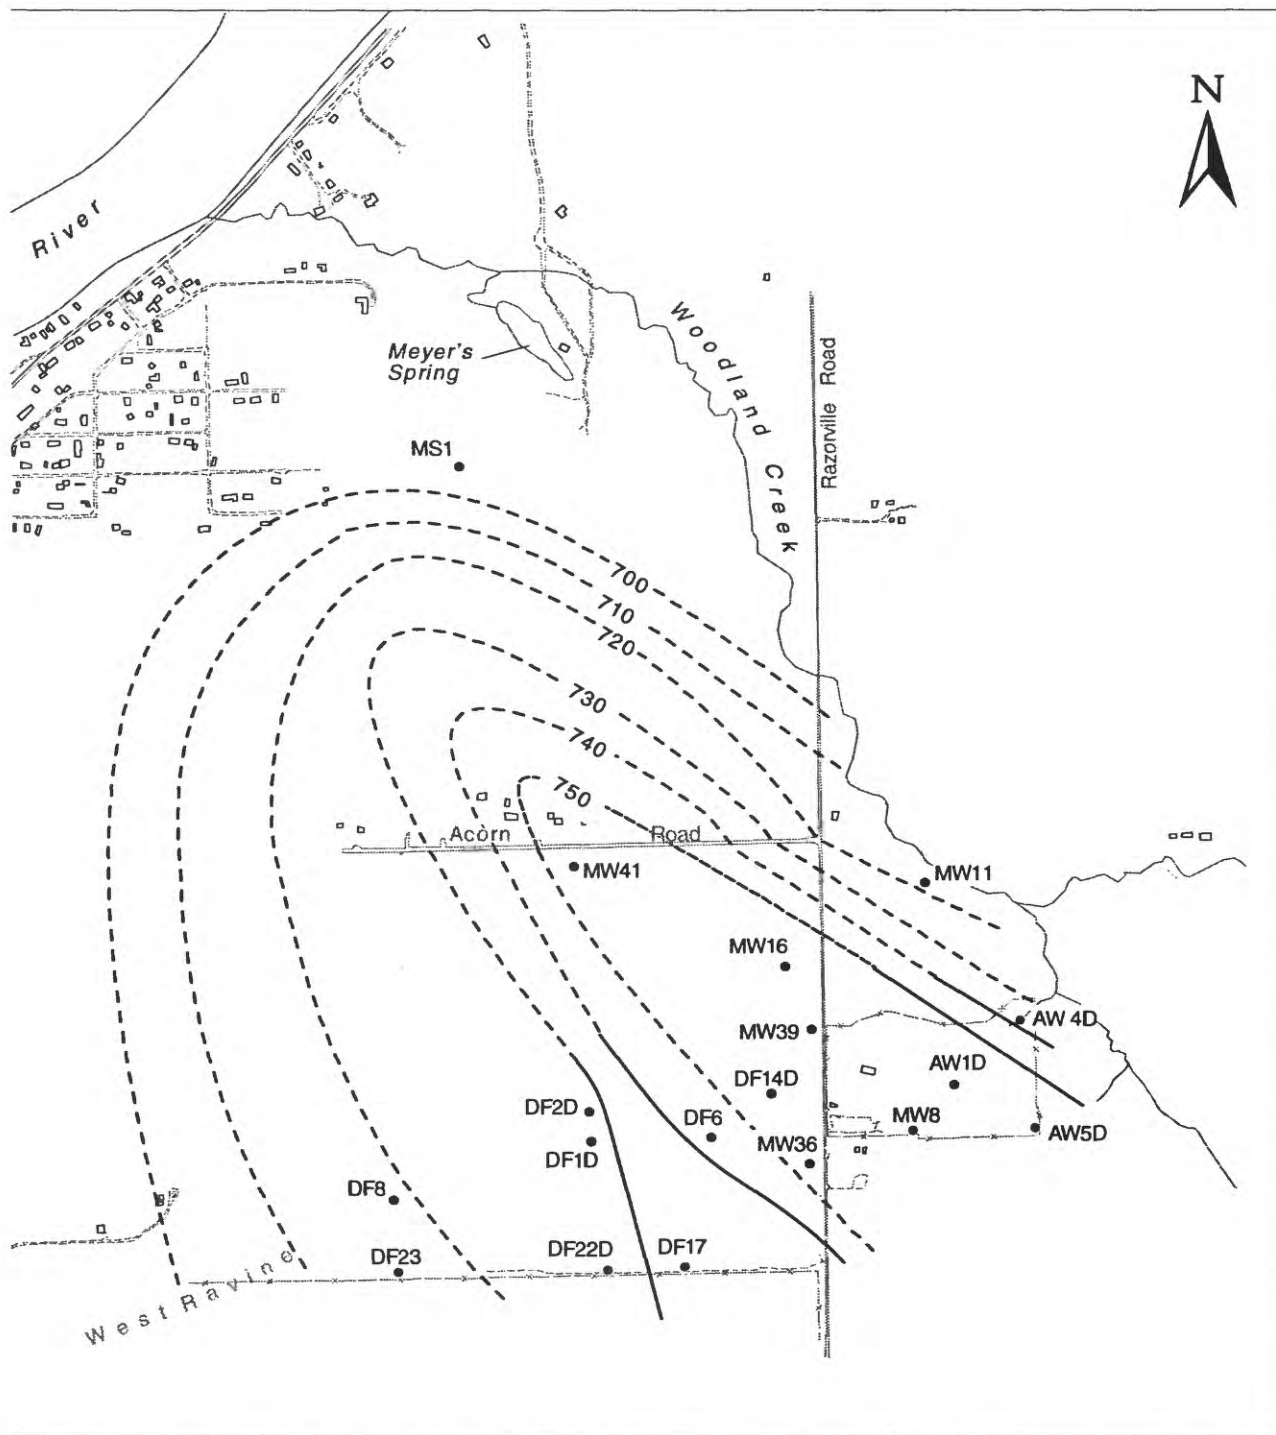 N
River
Woodland Creek
Razorville Road
Meyer's
Spring
MS1
700
710
720
730
740
750
Acorn Road
MW41
MW11
MW16
MW39
AW 4D
DF14D
AW1D
DF2D
DF6
MW8
AW5D
DF1D
MW36
DF8
DF23
DF22D
DF17
West Ravine